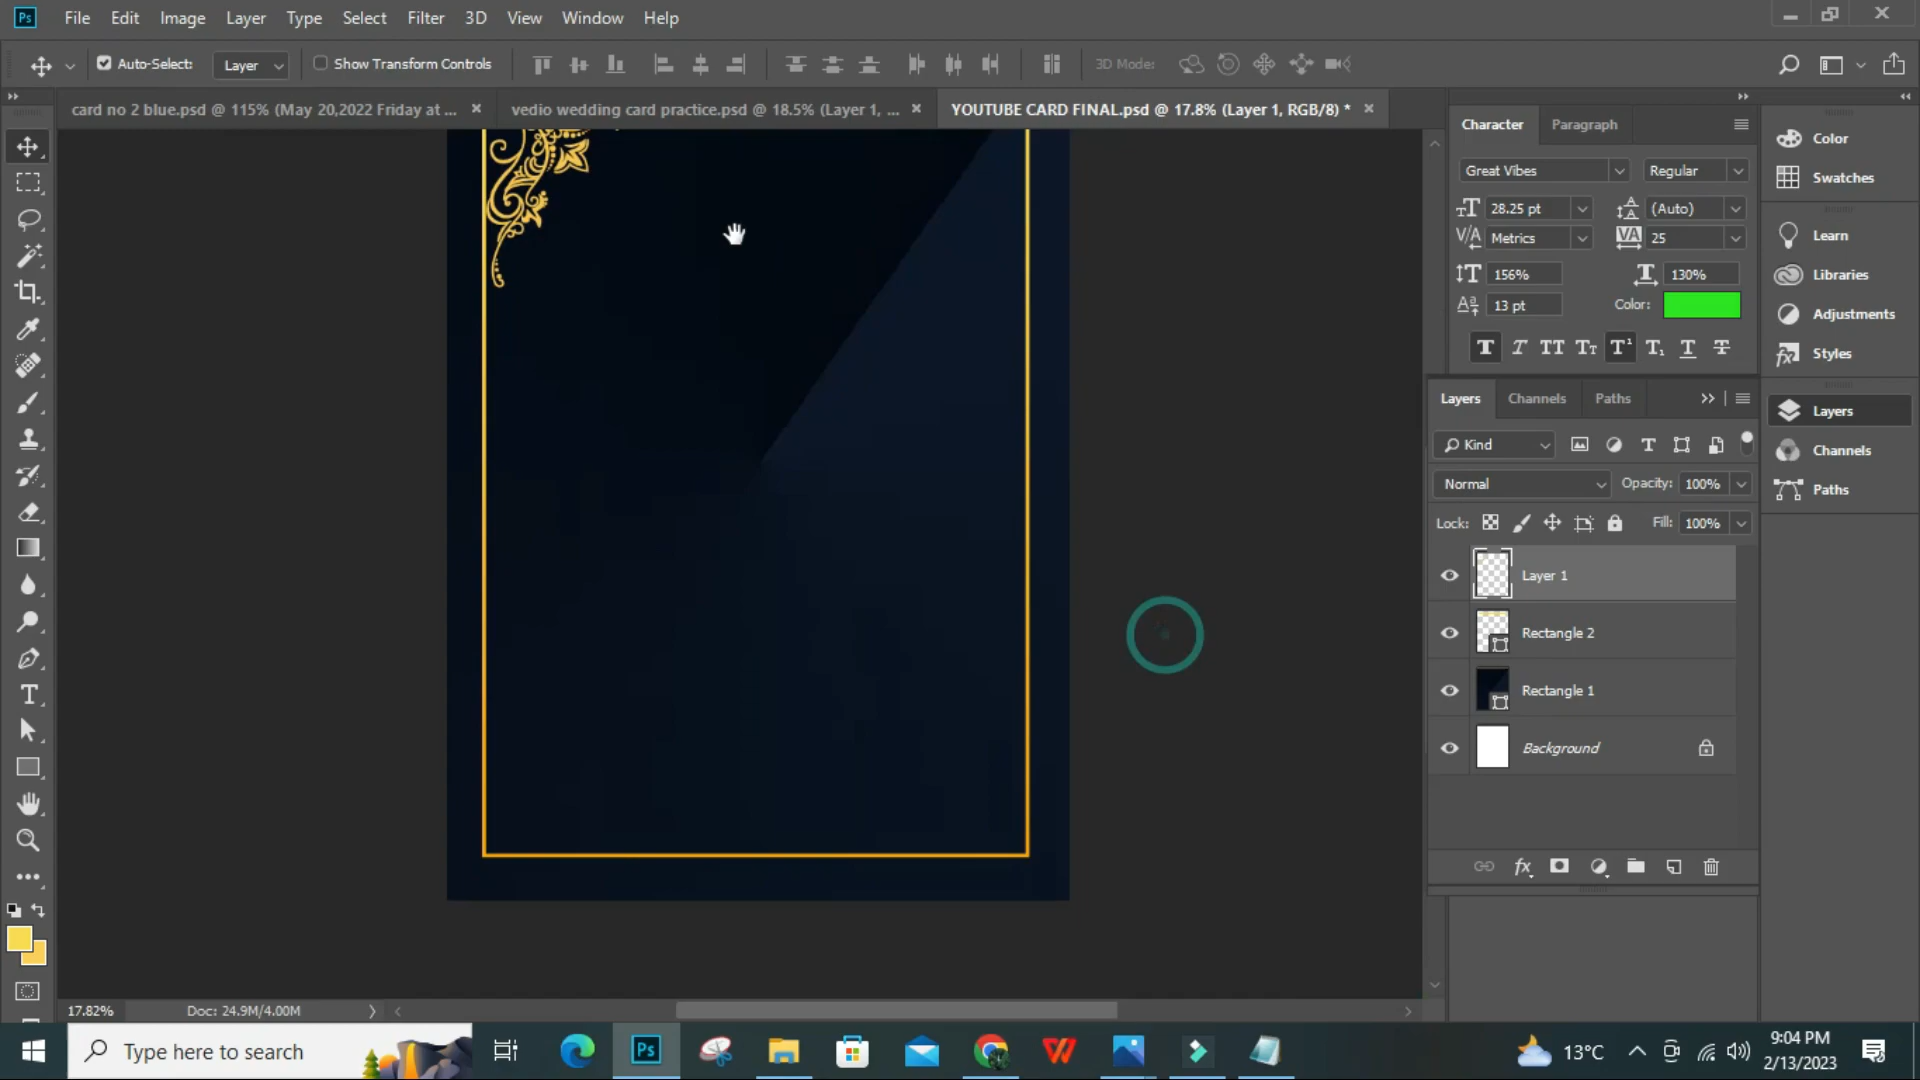 Ps File Edit Image Layer Type Select Filter 3D View Window Help
Auto-Select: Layer Show Transform Controls 3D Mode:
card no 2 blue.psd @ 115% (May 20,2022 Friday at ... × vedio wedding card practice.psd @ 18.5% (Layer 1, ... × YOUTUBE CARD FINAL.psd @ 17.8% (Layer 1, RGB/8) * ×
Character Paragraph
Great Vibes Regular
28.25 pt (Auto)
Metrics 25
156% 130%
13 pt Color:
Color
Swatches
Learn
Libraries
Adjustments
Styles
Layers
Channels
Paths
Layers Channels Paths
Kind
Normal Opacity: 100%
Lock: Fill: 100%
Layer 1
Rectangle 2
Rectangle 1
Background
17.82% Doc: 24.9M/4.00M
Type here to search
Ps
13°C
9:04 PM
2/13/2023